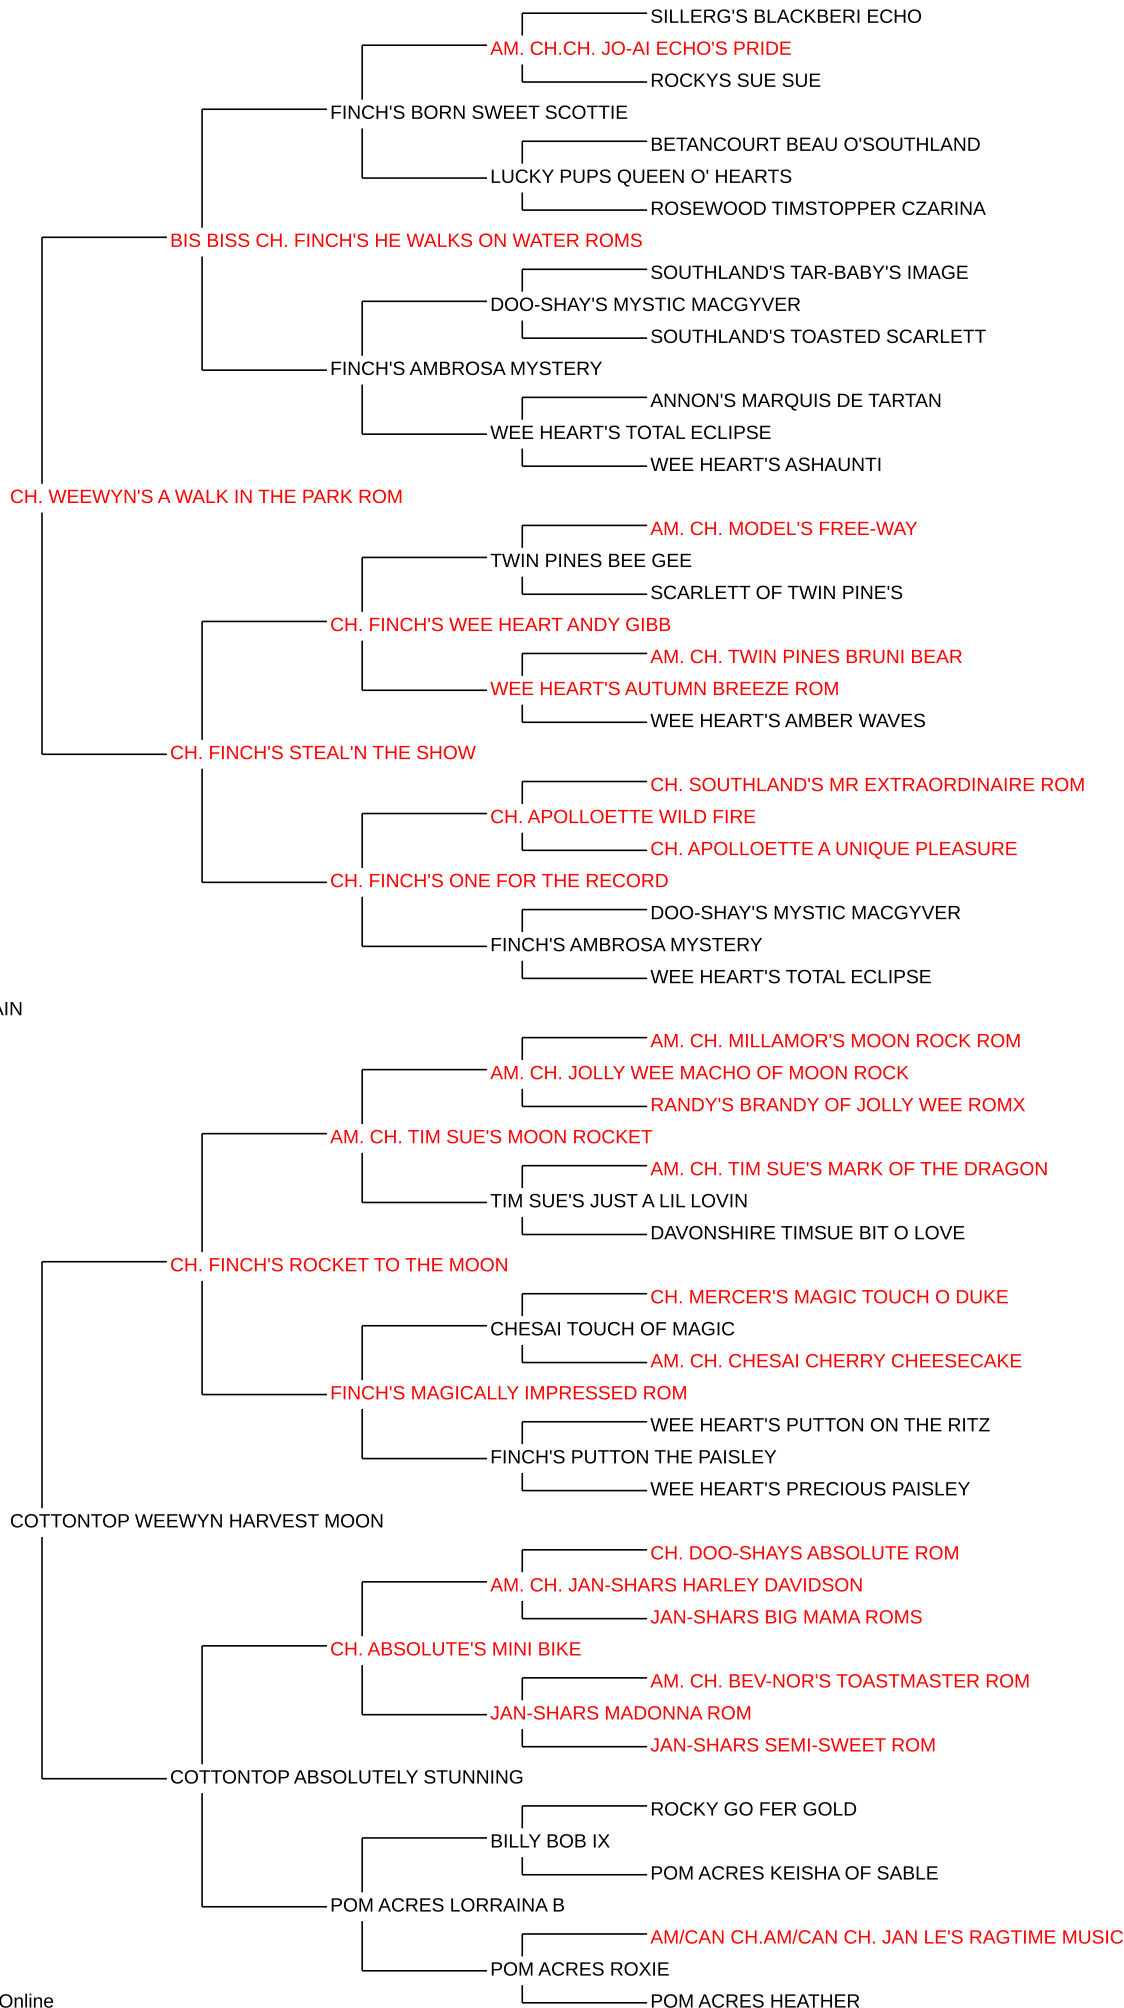 SILLERG'S BLACKBERI ECHO
AM. CH.CH. JO-AI ECHO'S PRIDE
ROCKYS SUE SUE
FINCH'S BORN SWEET SCOTTIE
BETANCOURT BEAU O'SOUTHLAND
LUCKY PUPS QUEEN O' HEARTS
ROSEWOOD TIMSTOPPER CZARINA
BIS BISS CH. FINCH'S HE WALKS ON WATER ROMS
SOUTHLAND'S TAR-BABY'S IMAGE
DOO-SHAY'S MYSTIC MACGYVER
SOUTHLAND'S TOASTED SCARLETT
FINCH'S AMBROSA MYSTERY
ANNON'S MARQUIS DE TARTAN
WEE HEART'S TOTAL ECLIPSE
WEE HEART'S ASHAUNTI
CH. WEEWYN'S A WALK IN THE PARK ROM
AM. CH. MODEL'S FREE-WAY
TWIN PINES BEE GEE
SCARLETT OF TWIN PINE'S
CH. FINCH'S WEE HEART ANDY GIBB
AM. CH. TWIN PINES BRUNI BEAR
WEE HEART'S AUTUMN BREEZE ROM
WEE HEART'S AMBER WAVES
CH. FINCH'S STEAL'N THE SHOW
CH. SOUTHLAND'S MR EXTRAORDINAIRE ROM
CH. APOLLOETTE WILD FIRE
CH. APOLLOETTE A UNIQUE PLEASURE
CH. FINCH'S ONE FOR THE RECORD
DOO-SHAY'S MYSTIC MACGYVER
FINCH'S AMBROSA MYSTERY
WEE HEART'S TOTAL ECLIPSE
AIN
AM. CH. MILLAMOR'S MOON ROCK ROM
AM. CH. JOLLY WEE MACHO OF MOON ROCK
RANDY'S BRANDY OF JOLLY WEE ROMX
AM. CH. TIM SUE'S MOON ROCKET
AM. CH. TIM SUE'S MARK OF THE DRAGON
TIM SUE'S JUST A LIL LOVIN
DAVONSHIRE TIMSUE BIT O LOVE
CH. FINCH'S ROCKET TO THE MOON
CH. MERCER'S MAGIC TOUCH O DUKE
CHESAI TOUCH OF MAGIC
AM. CH. CHESAI CHERRY CHEESECAKE
FINCH'S MAGICALLY IMPRESSED ROM
WEE HEART'S PUTTON ON THE RITZ
FINCH'S PUTTON THE PAISLEY
WEE HEART'S PRECIOUS PAISLEY
COTTONTOP WEEWYN HARVEST MOON
CH. DOO-SHAYS ABSOLUTE ROM
AM. CH. JAN-SHARS HARLEY DAVIDSON
JAN-SHARS BIG MAMA ROMS
CH. ABSOLUTE'S MINI BIKE
AM. CH. BEV-NOR'S TOASTMASTER ROM
JAN-SHARS MADONNA ROM
JAN-SHARS SEMI-SWEET ROM
COTTONTOP ABSOLUTELY STUNNING
ROCKY GO FER GOLD
BILLY BOB IX
POM ACRES KEISHA OF SABLE
POM ACRES LORRAINA B
AM/CAN CH.AM/CAN CH. JAN LE'S RAGTIME MUSIC
POM ACRES ROXIE
POM ACRES HEATHER
Online